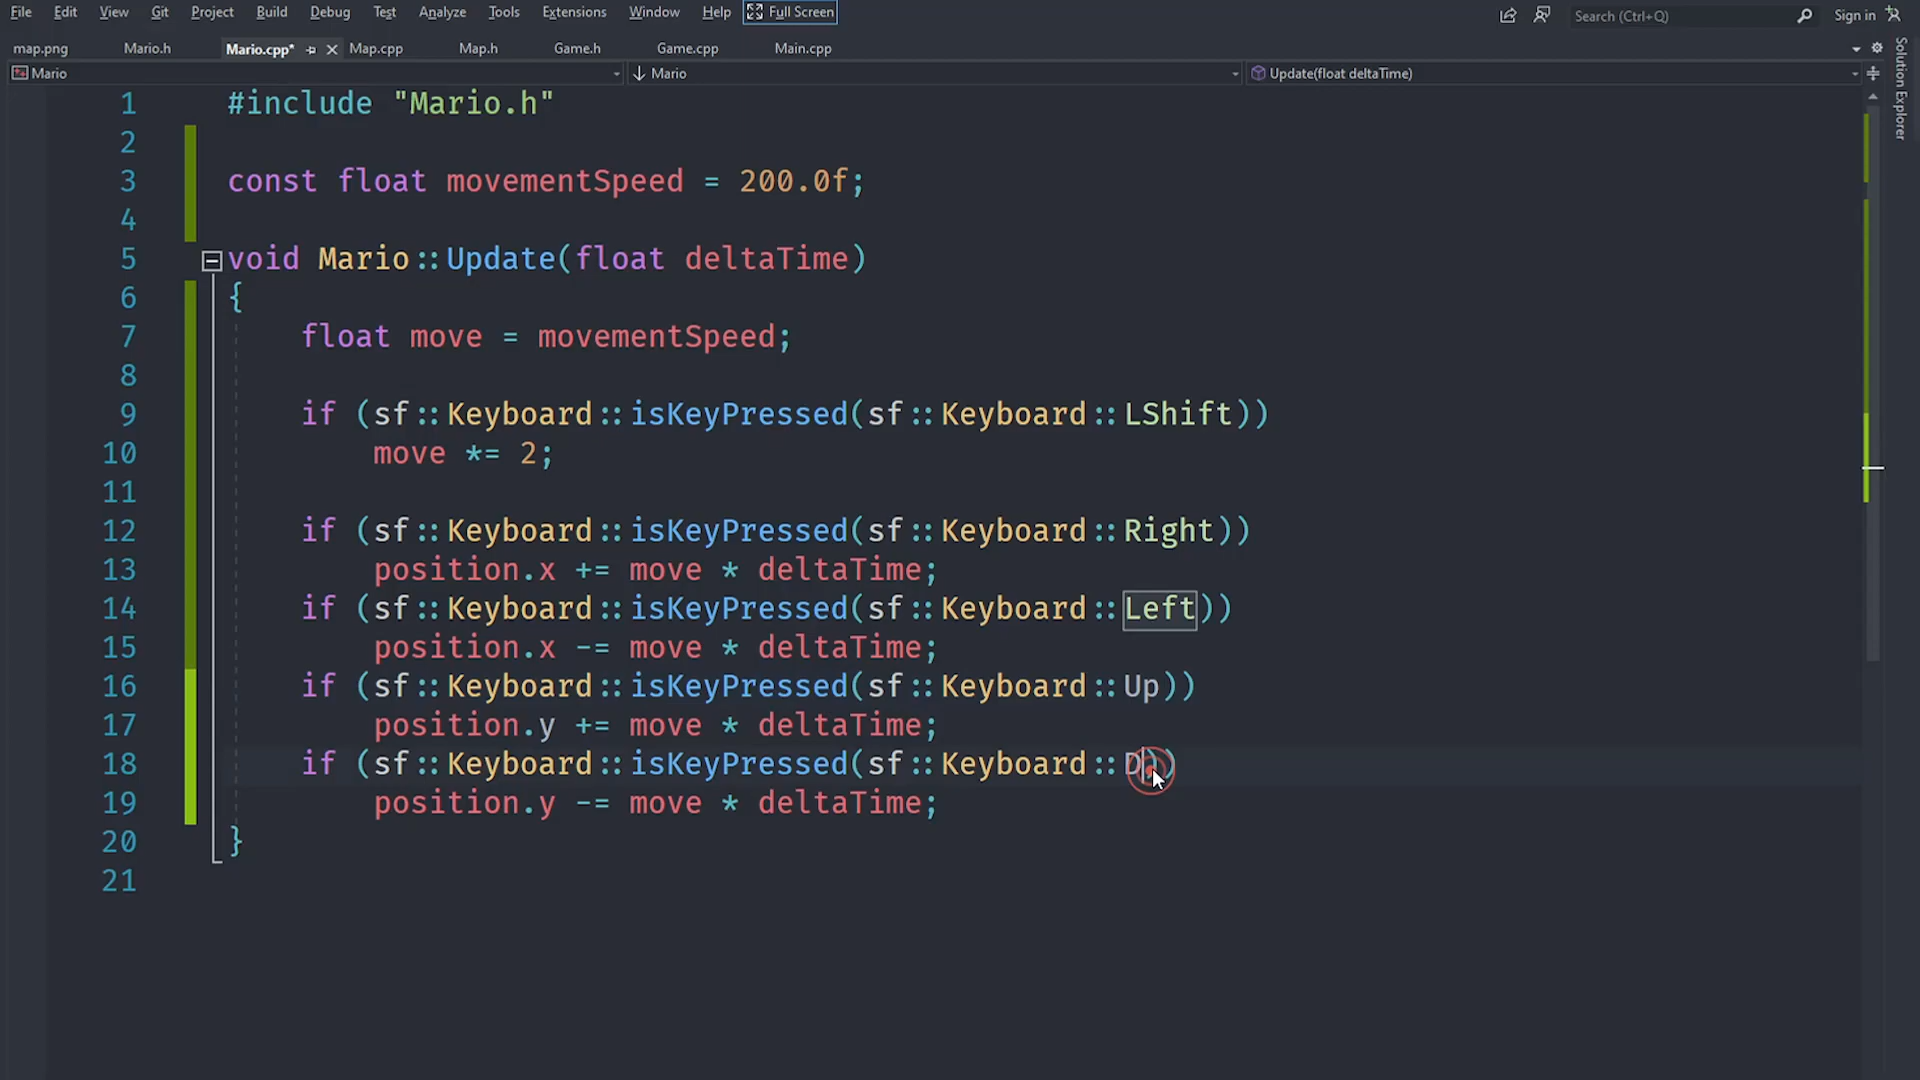 File Edit View Git Project Build Debug Test Analyze Tools Extensions Window Help Full Screen Search (Ctrl+Q) Sign in
map.png Mario.h Mario.cpp* Map.cpp Map.h Game.h Game.cpp Main.cpp
Mario Mario Update(float deltaTime)
Solution Explorer
1 #include "Mario.h"
2
3 const float movementSpeed = 200.0f;
4
5 void Mario::Update(float deltaTime)
6 {
7 float move = movementSpeed;
8
9 if (sf::Keyboard::isKeyPressed(sf::Keyboard::LShift))
10 move *= 2;
11
12 if (sf::Keyboard::isKeyPressed(sf::Keyboard::Right))
13 position.x += move * deltaTime;
14 if (sf::Keyboard::isKeyPressed(sf::Keyboard::Left))
15 position.x -= move * deltaTime;
16 if (sf::Keyboard::isKeyPressed(sf::Keyboard::Up))
17 position.y += move * deltaTime;
18 if (sf::Keyboard::isKeyPressed(sf::Keyboard::D))
19 position.y -= move * deltaTime;
20 }
21